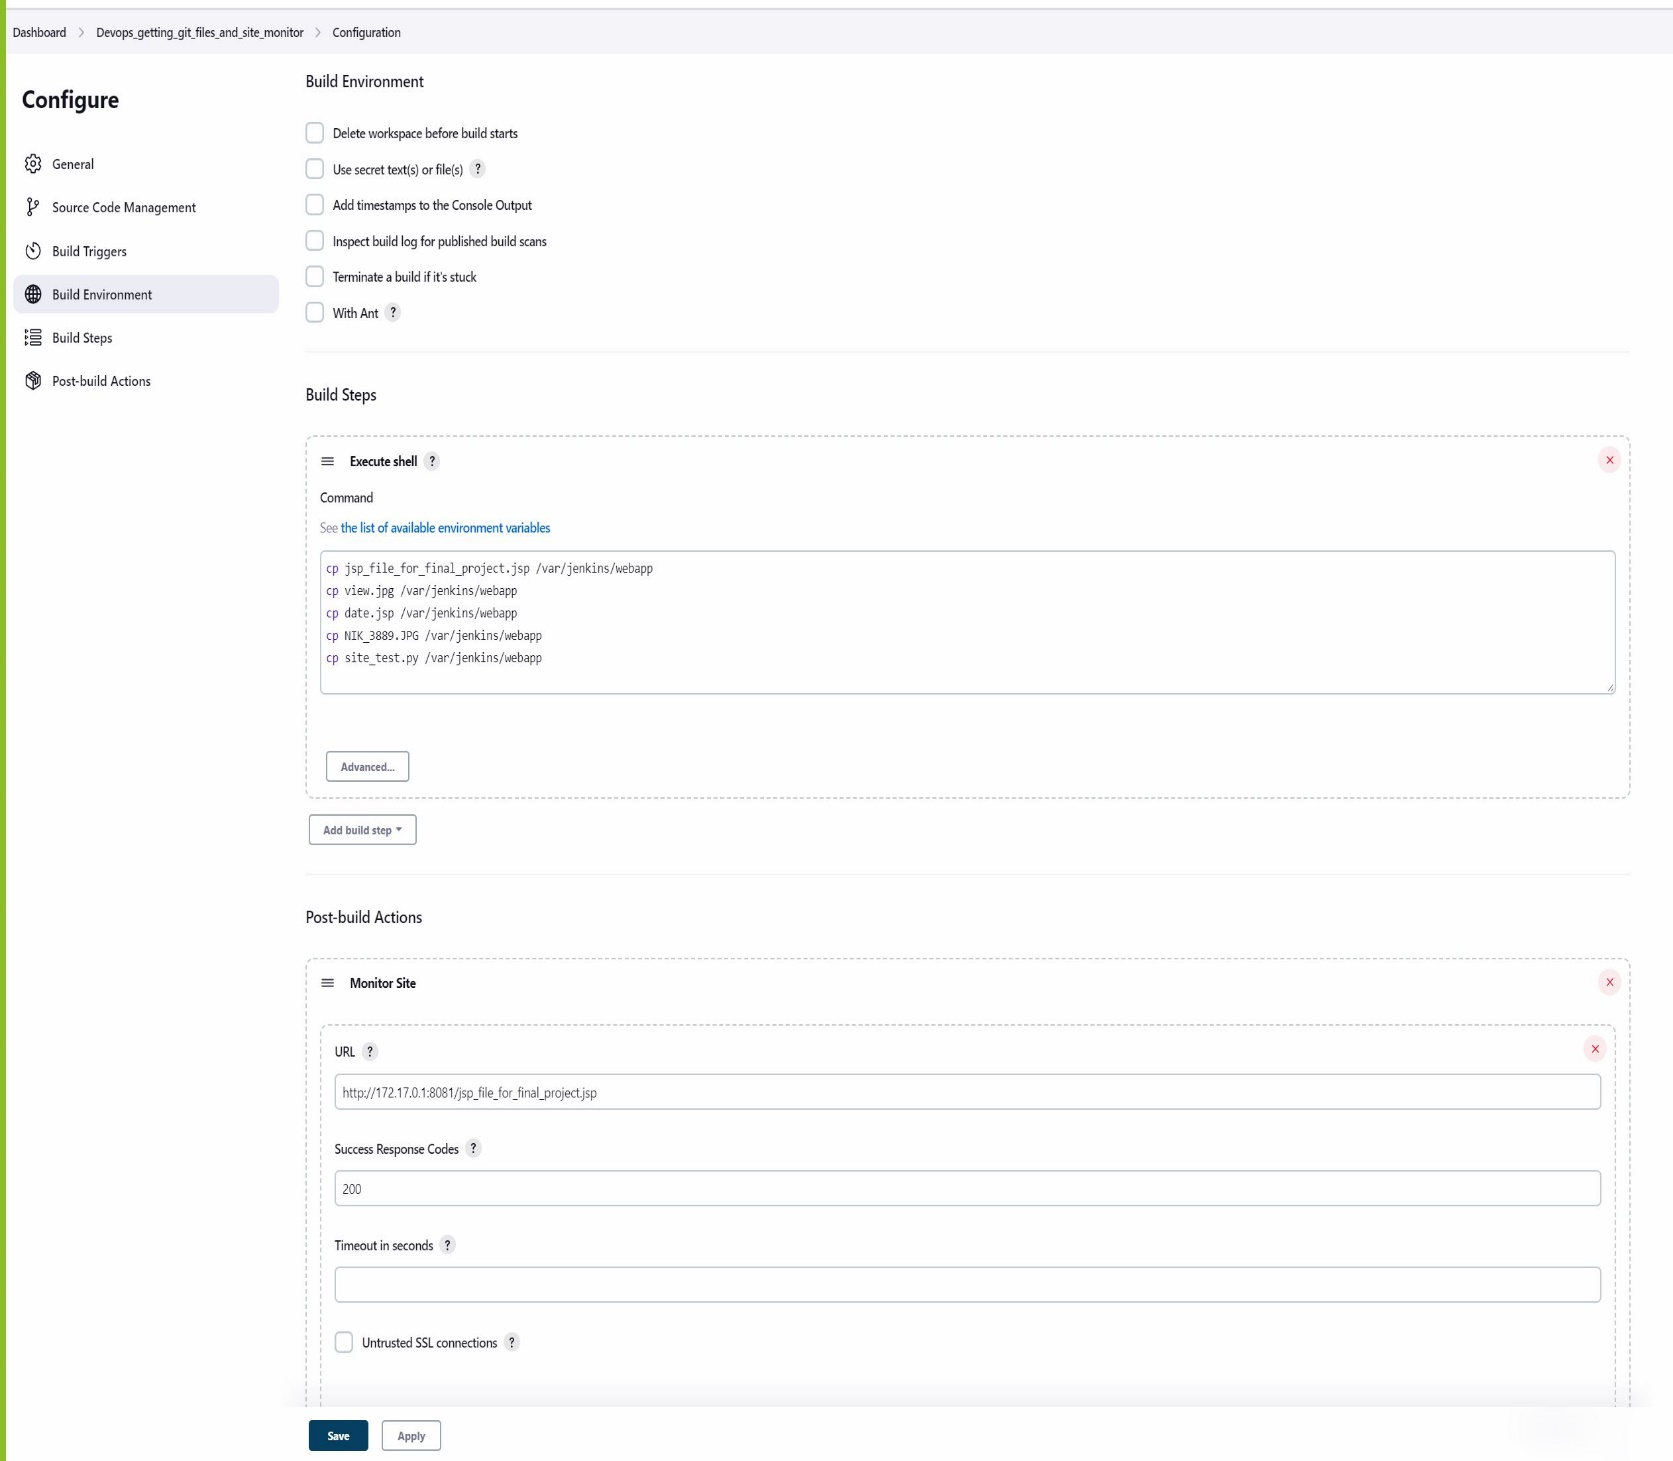 Dashboard > Devops_getting_git_files_and_site_monitor > Configuration
Configure
General
Source Code Management
Build Triggers
Build Environment
Build Steps
Post-build Actions
Build Environment
Delete workspace before build starts
Use secret text(s) or file(s) ?
Add timestamps to the Console Output
Inspect build log for published build scans
Terminate a build if it's stuck
With Ant ?
Build Steps
Execute shell ?
Command
See the list of available environment variables
cp jsp_file_for_final_project.jsp /var/jenkins/webapp
cp view.jpg /var/jenkins/webapp
cp date.jsp /var/jenkins/webapp
cp NIK_3889.JPG /var/jenkins/webapp
cp site_test.py /var/jenkins/webapp
Advanced...
Add build step
Post-build Actions
Monitor Site
URL ?
http://172.17.0.1:8081/jsp_file_for_final_project.jsp
Success Response Codes ?
200
Timeout in seconds ?
Untrusted SSL connections ?
Save Apply